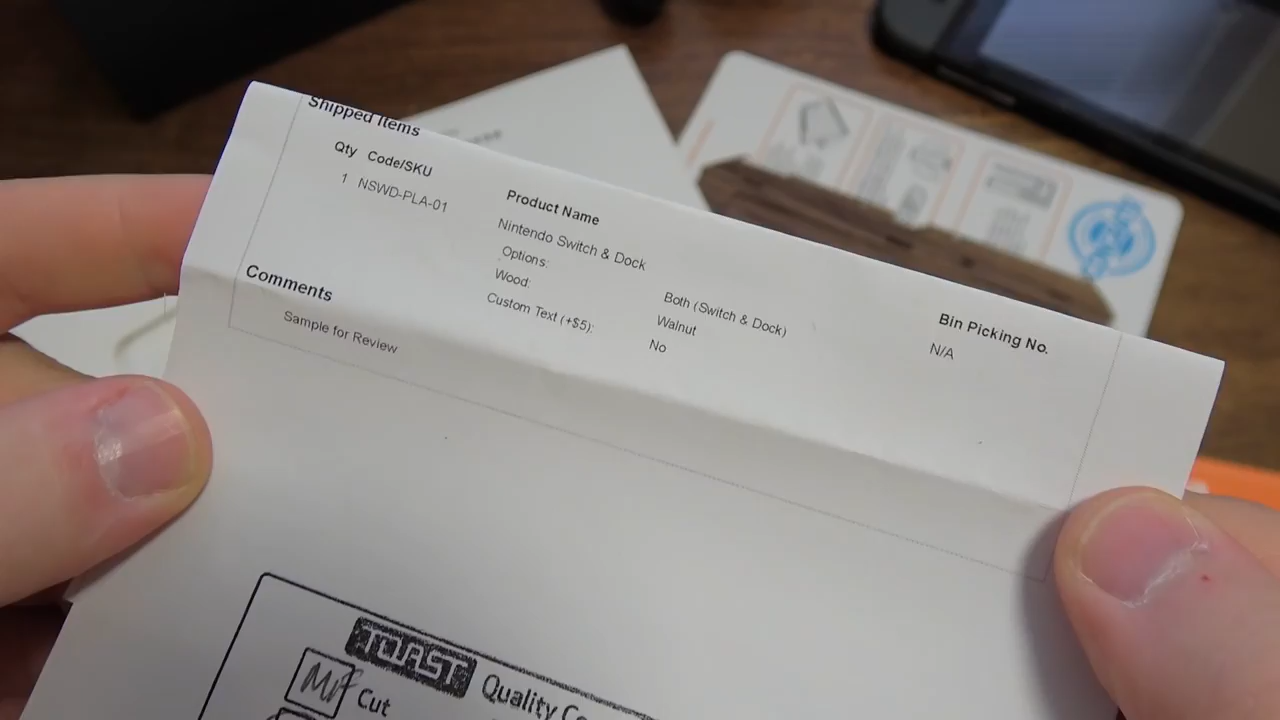 Shipped Items
Qty Code/SKU Product Name Bin Picking No.
1 NSWD-PLA-01 Nintendo Switch & Dock N/A
Options: Both (Switch & Dock)
Wood: Walnut
Custom Text (+$5): No
Comments
Sample for Review
TOAST Quality
Cut